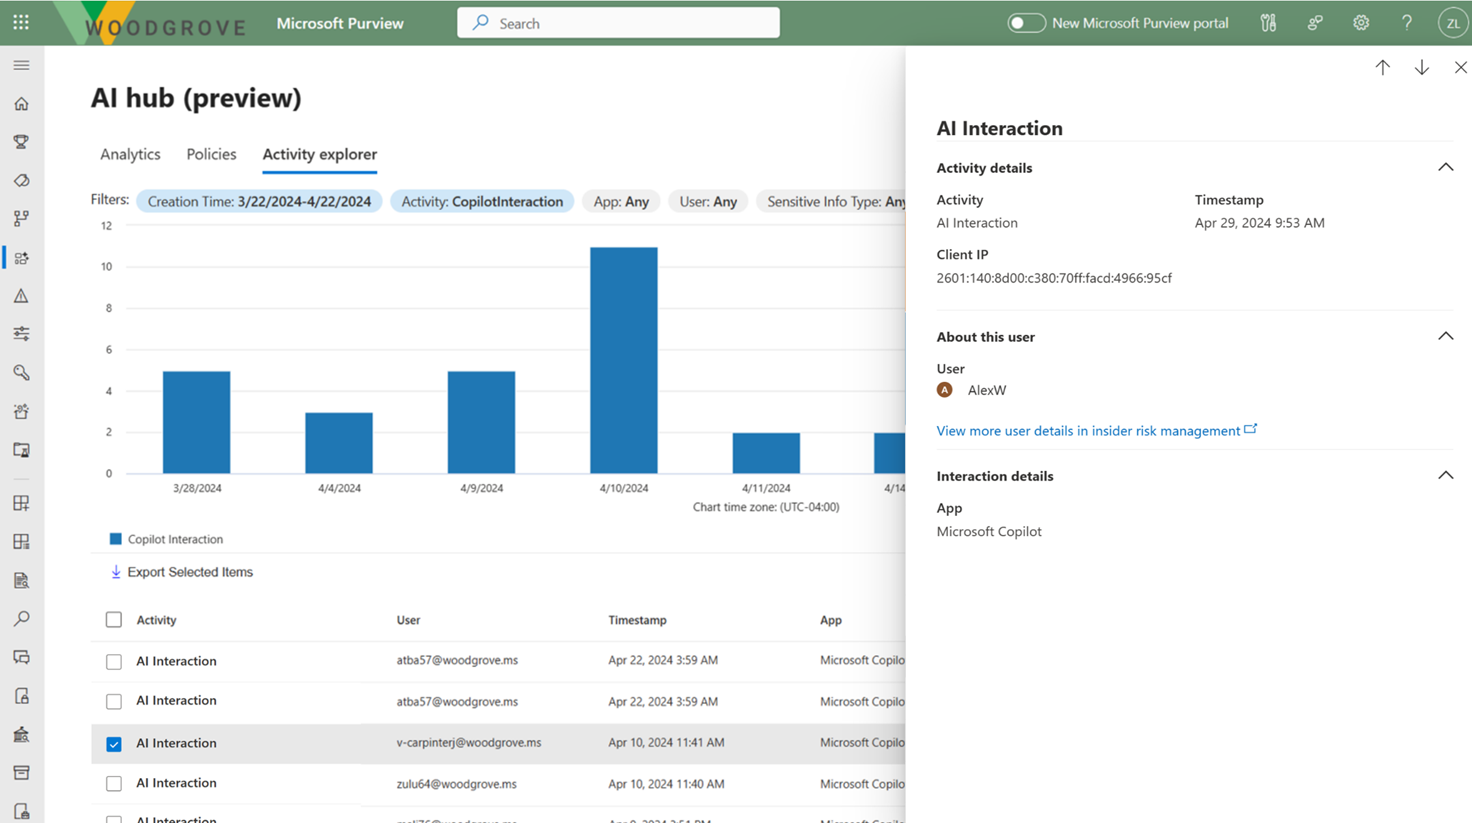 WOODGROVE
Microsoft Purview
Search
New Microsoft Purview portal
?
ZL
AI hub (preview)
Analytics Policies Activity explorer
Filters: Creation Time: 3/22/2024-4/22/2024 Activity: CopilotInteraction App: Any User: Any Sensitive Info Type: Any
12
10
8
6
4
2
0
3/28/2024 4/4/2024 4/9/2024 4/10/2024 4/11/2024 4/14
Chart time zone: (UTC-04:00)
Copilot Interaction
Export Selected Items
Activity User Timestamp App
AI Interaction atba57@woodgrove.ms Apr 22, 2024 3:59 AM Microsoft Copilo
AI Interaction atba57@woodgrove.ms Apr 22, 2024 3:59 AM Microsoft Copilo
AI Interaction v-carpinterj@woodgrove.ms Apr 10, 2024 11:41 AM Microsoft Copilo
AI Interaction zulu64@woodgrove.ms Apr 10, 2024 11:40 AM Microsoft Copilo
AI Interaction
AI Interaction
Activity details
Activity Timestamp
AI Interaction Apr 29, 2024 9:53 AM
Client IP
2601:140:8d00:c380:70ff:facd:4966:95cf
About this user
User
A AlexW
View more user details in insider risk management
Interaction details
App
Microsoft Copilot